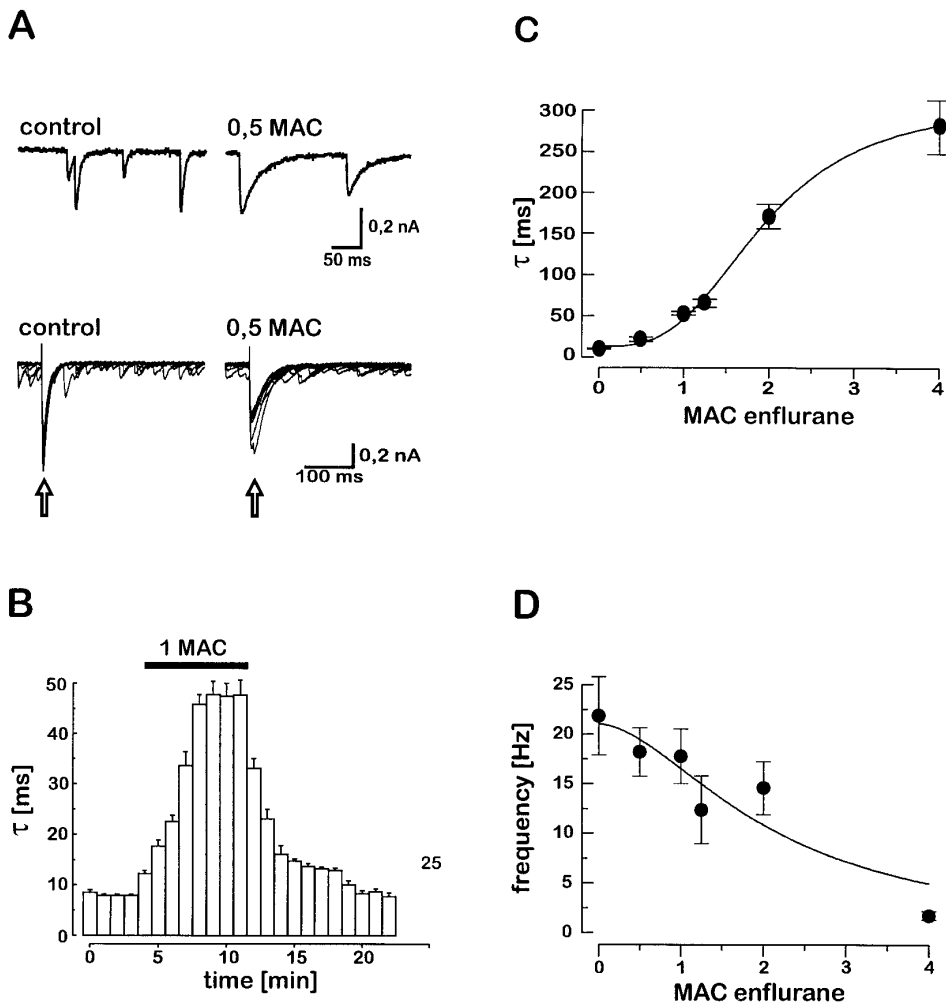 A
control
0,5 MAC
0,2 nA
50 ms
control
0,5 MAC
0,2 nA
100 ms
B
1 MAC
50
40
30
20
10
0
τ [ms]
25
0
5
10
15
20
time [min]
C
300
250
200
150
100
50
0
τ [ms]
0
1
2
3
4
MAC enflurane
D
25
20
15
10
5
0
frequency [Hz]
0
1
2
3
4
MAC enflurane